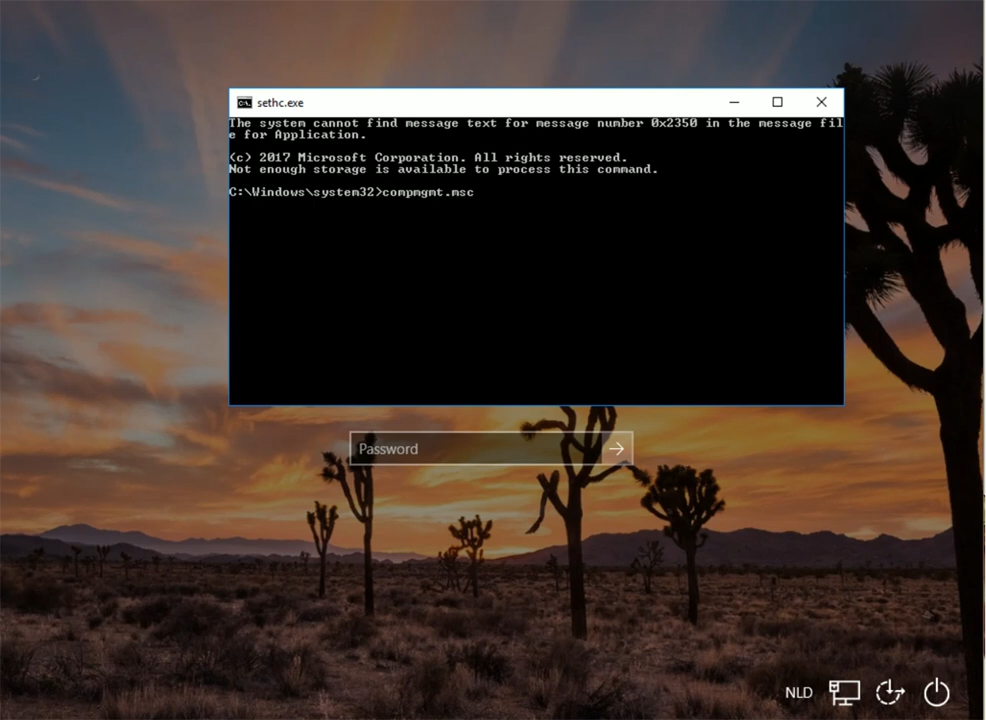 sethc.exe
The system cannot find message text for message number 0x2350 in the message fil
e for Application.
(c) 2017 Microsoft Corporation. All rights reserved.
Not enough storage is available to process this command.
C:\Windows\system32>compmgmt.msc
Password
NLD